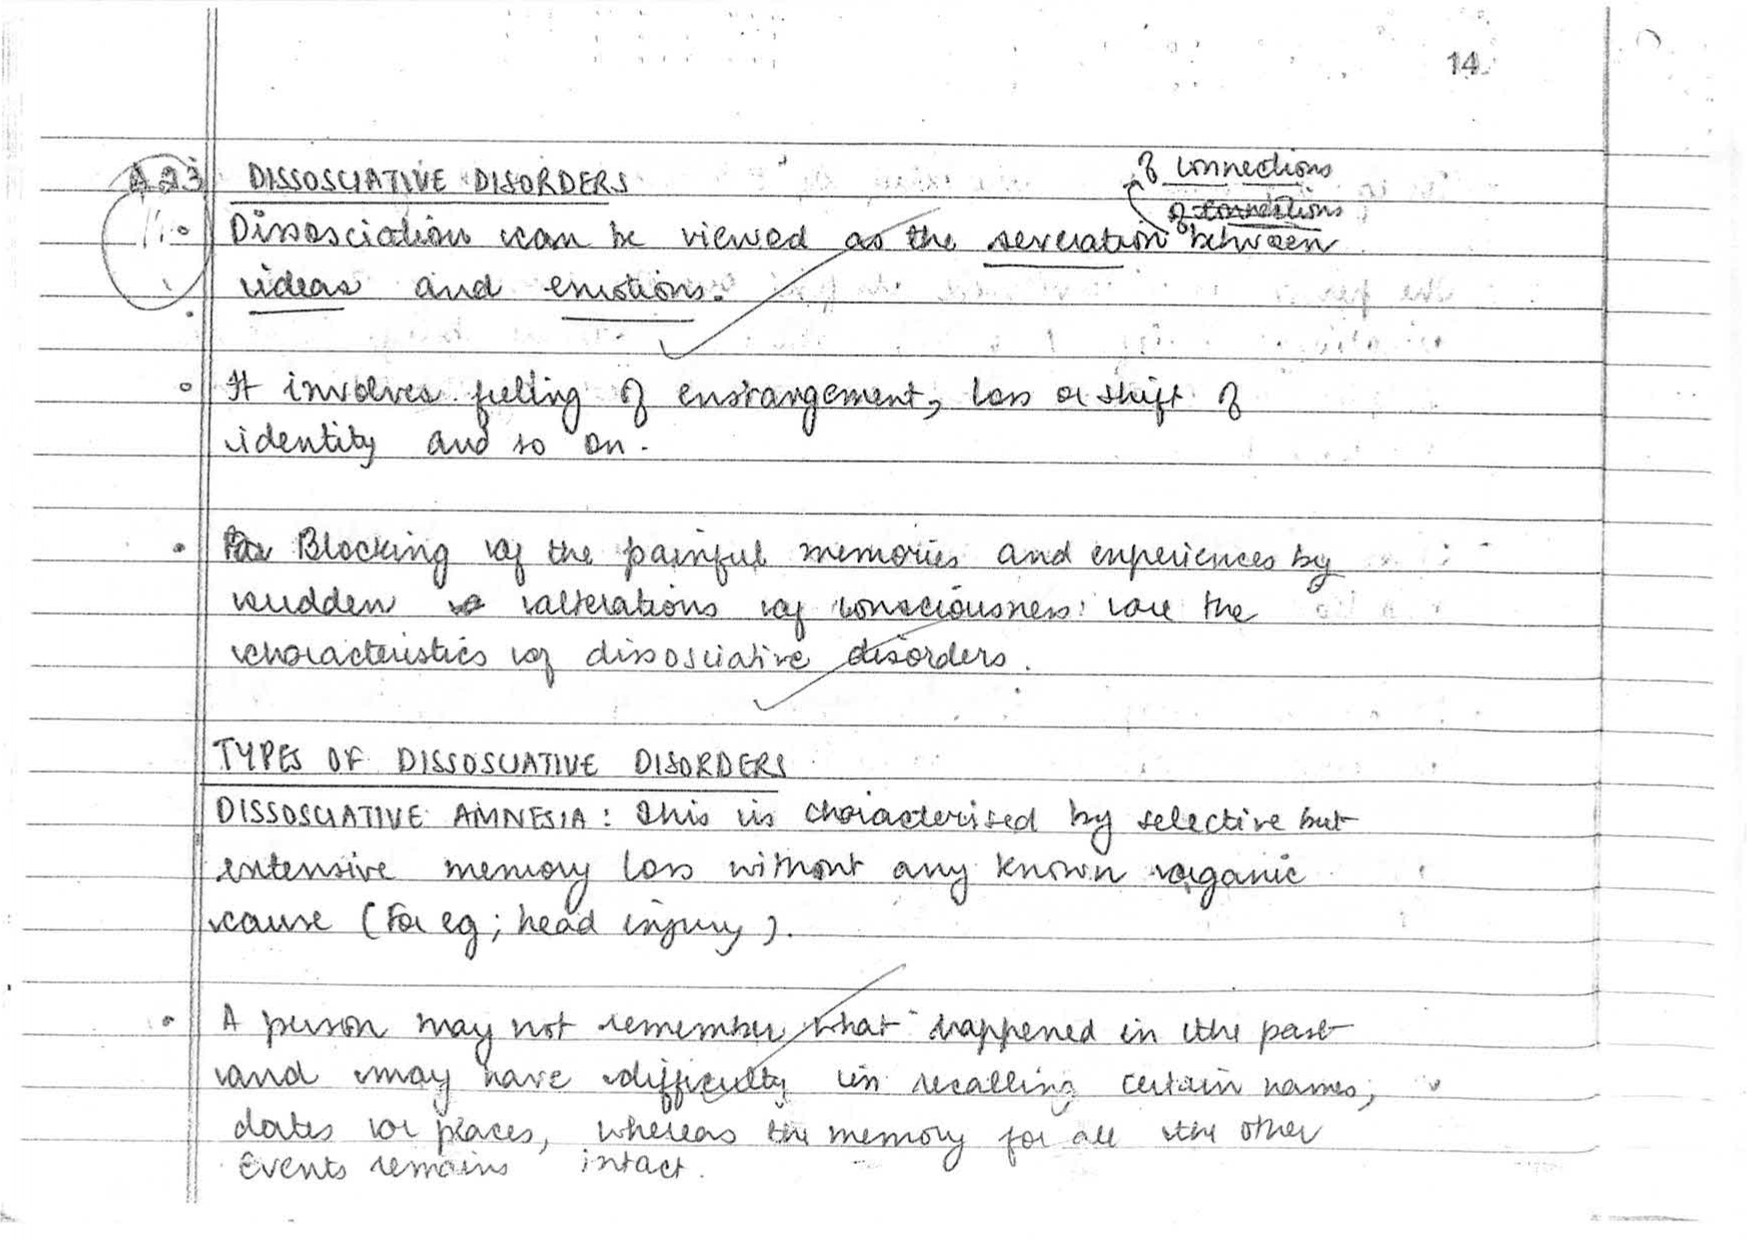 14
A 23 DISSOSCIATIVE DISORDERS
of connections
of connections
Dissosciation can be viewed as the severation between
ideas and emotions.
It involves feeling of enstrangement, loss or shift of
identity and so on.
Blocking of the painful memories and experiences by
sudden alterations of consciousness are the
characteristics of dissosciative disorders.
TYPES OF DISSOSCIATIVE DISORDERS
DISSOSCIATIVE AMNESIA: This is characterised by selective but
extensive memory loss without any known organic
cause (For eg; head injury).
A person may not remember what happened in the past
and may have difficulty in recalling certain names,
dates or places, whereas the memory for all the other
Events remains intact.